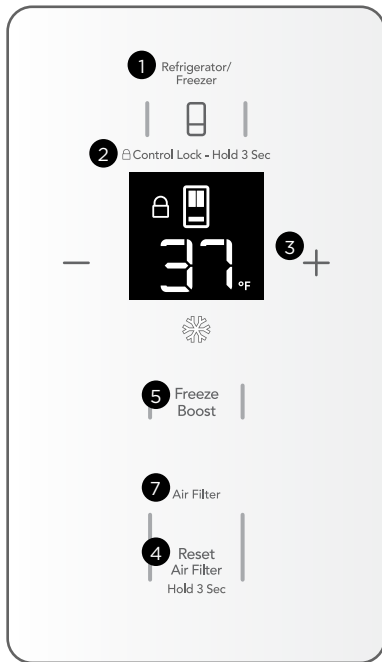 1 Refrigerator/
Freezer
2 Control Lock - Hold 3 Sec
3
37 °F
− +
5 Freeze
Boost
7 Air Filter
4 Reset
Air Filter
Hold 3 Sec